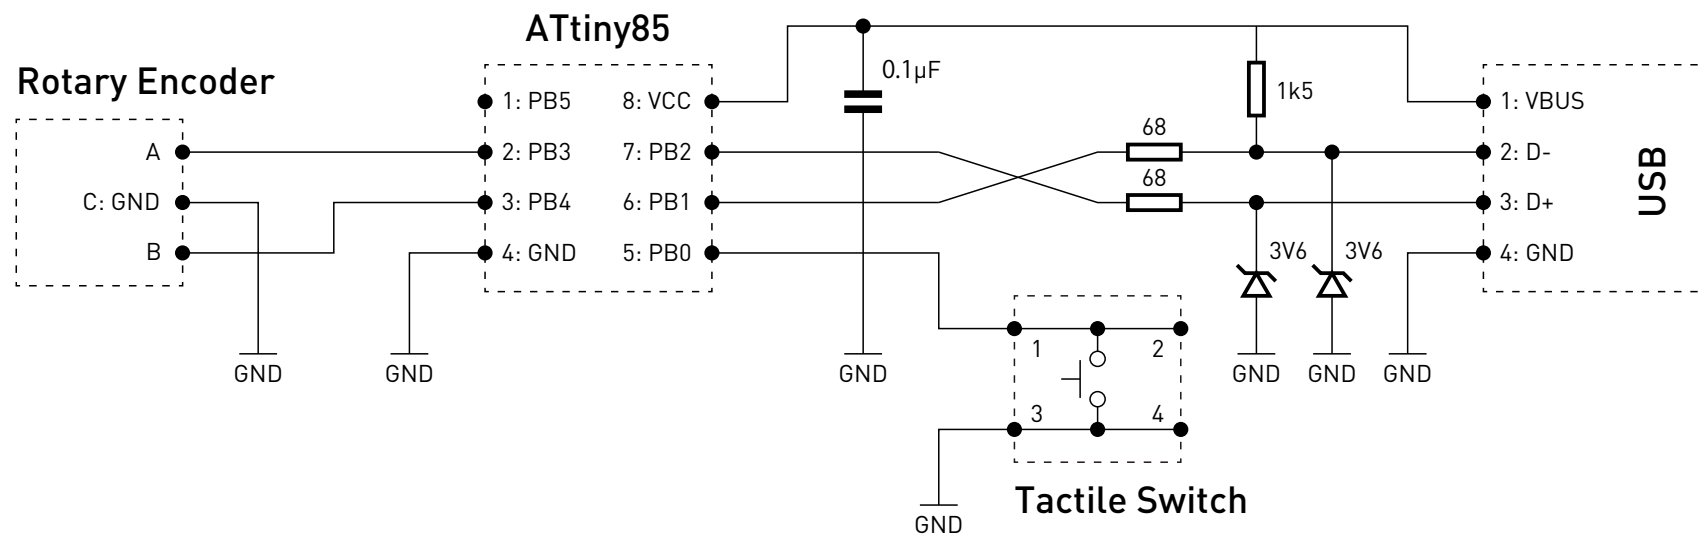 ATtiny85
Rotary Encoder
A
C: GND
B
GND
1: PB5
2: PB3
3: PB4
4: GND
8: VCC
7: PB2
6: PB1
5: PB0
GND
0.1µF
GND
68
68
1k5
3V6
3V6
GND
GND
GND
1: VBUS
2: D-
3: D+
4: GND
USB
1
2
3
4
GND
Tactile Switch